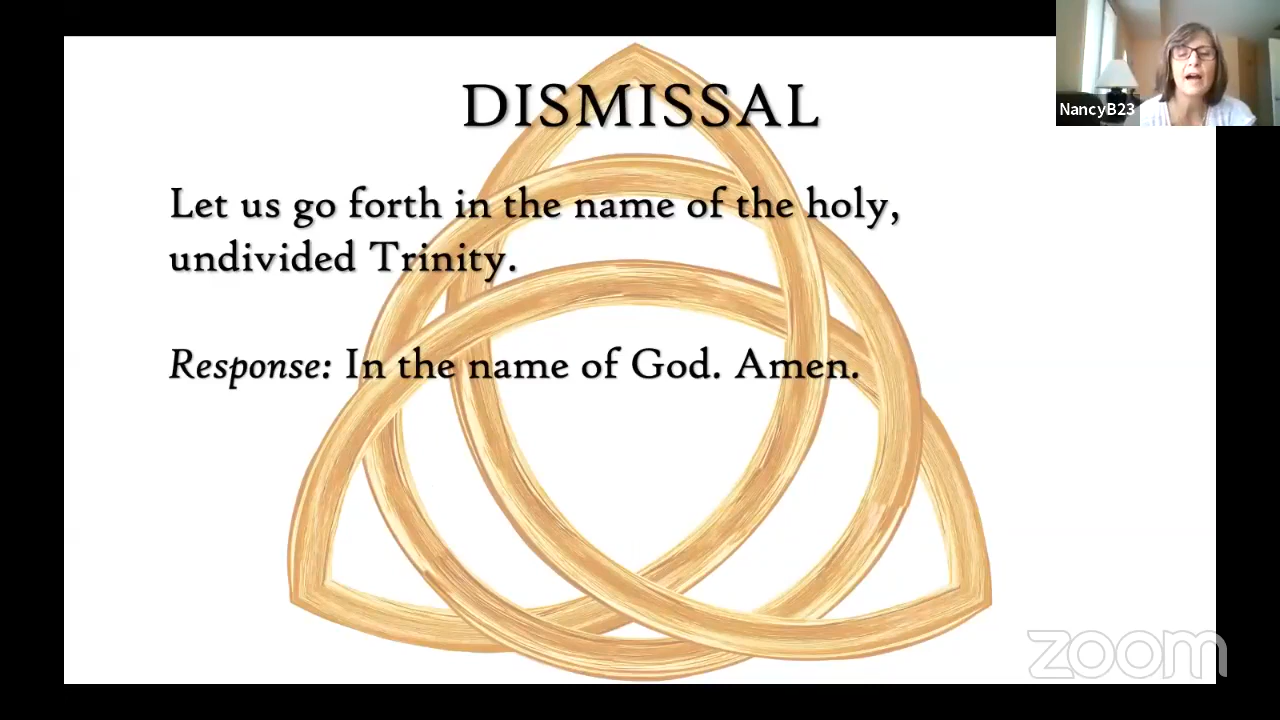 DISMISSAL
Let us go forth in the name of the holy,
undivided Trinity.
Response: In the name of God. Amen.
NancyB23
zoom